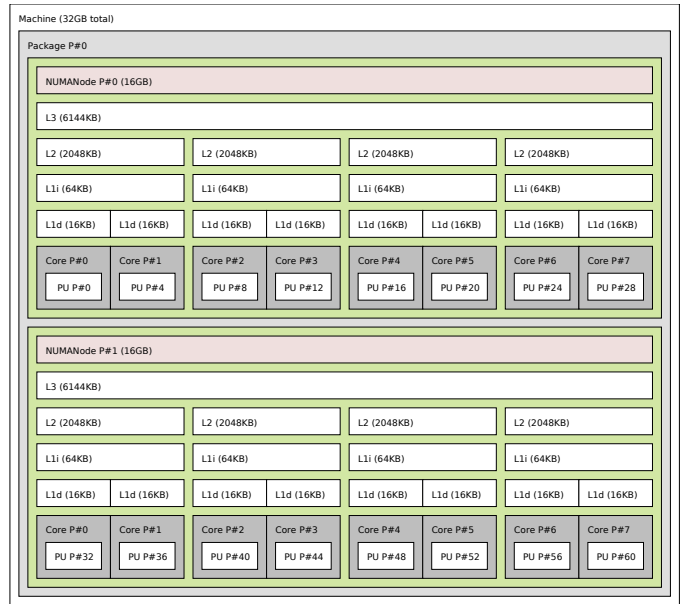 Machine (32GB total)
Package P#0
NUMANode P#0 (16GB)
L3 (6144KB)
L2 (2048KB) L2 (2048KB) L2 (2048KB) L2 (2048KB)
L1i (64KB) L1i (64KB) L1i (64KB) L1i (64KB)
L1d (16KB) L1d (16KB) L1d (16KB) L1d (16KB) L1d (16KB) L1d (16KB) L1d (16KB) L1d (16KB)
Core P#0 Core P#1 Core P#2 Core P#3 Core P#4 Core P#5 Core P#6 Core P#7
PU P#0 PU P#4 PU P#8 PU P#12 PU P#16 PU P#20 PU P#24 PU P#28
NUMANode P#1 (16GB)
L3 (6144KB)
L2 (2048KB) L2 (2048KB) L2 (2048KB) L2 (2048KB)
L1i (64KB) L1i (64KB) L1i (64KB) L1i (64KB)
L1d (16KB) L1d (16KB) L1d (16KB) L1d (16KB) L1d (16KB) L1d (16KB) L1d (16KB) L1d (16KB)
Core P#0 Core P#1 Core P#2 Core P#3 Core P#4 Core P#5 Core P#6 Core P#7
PU P#32 PU P#36 PU P#40 PU P#44 PU P#48 PU P#52 PU P#56 PU P#60